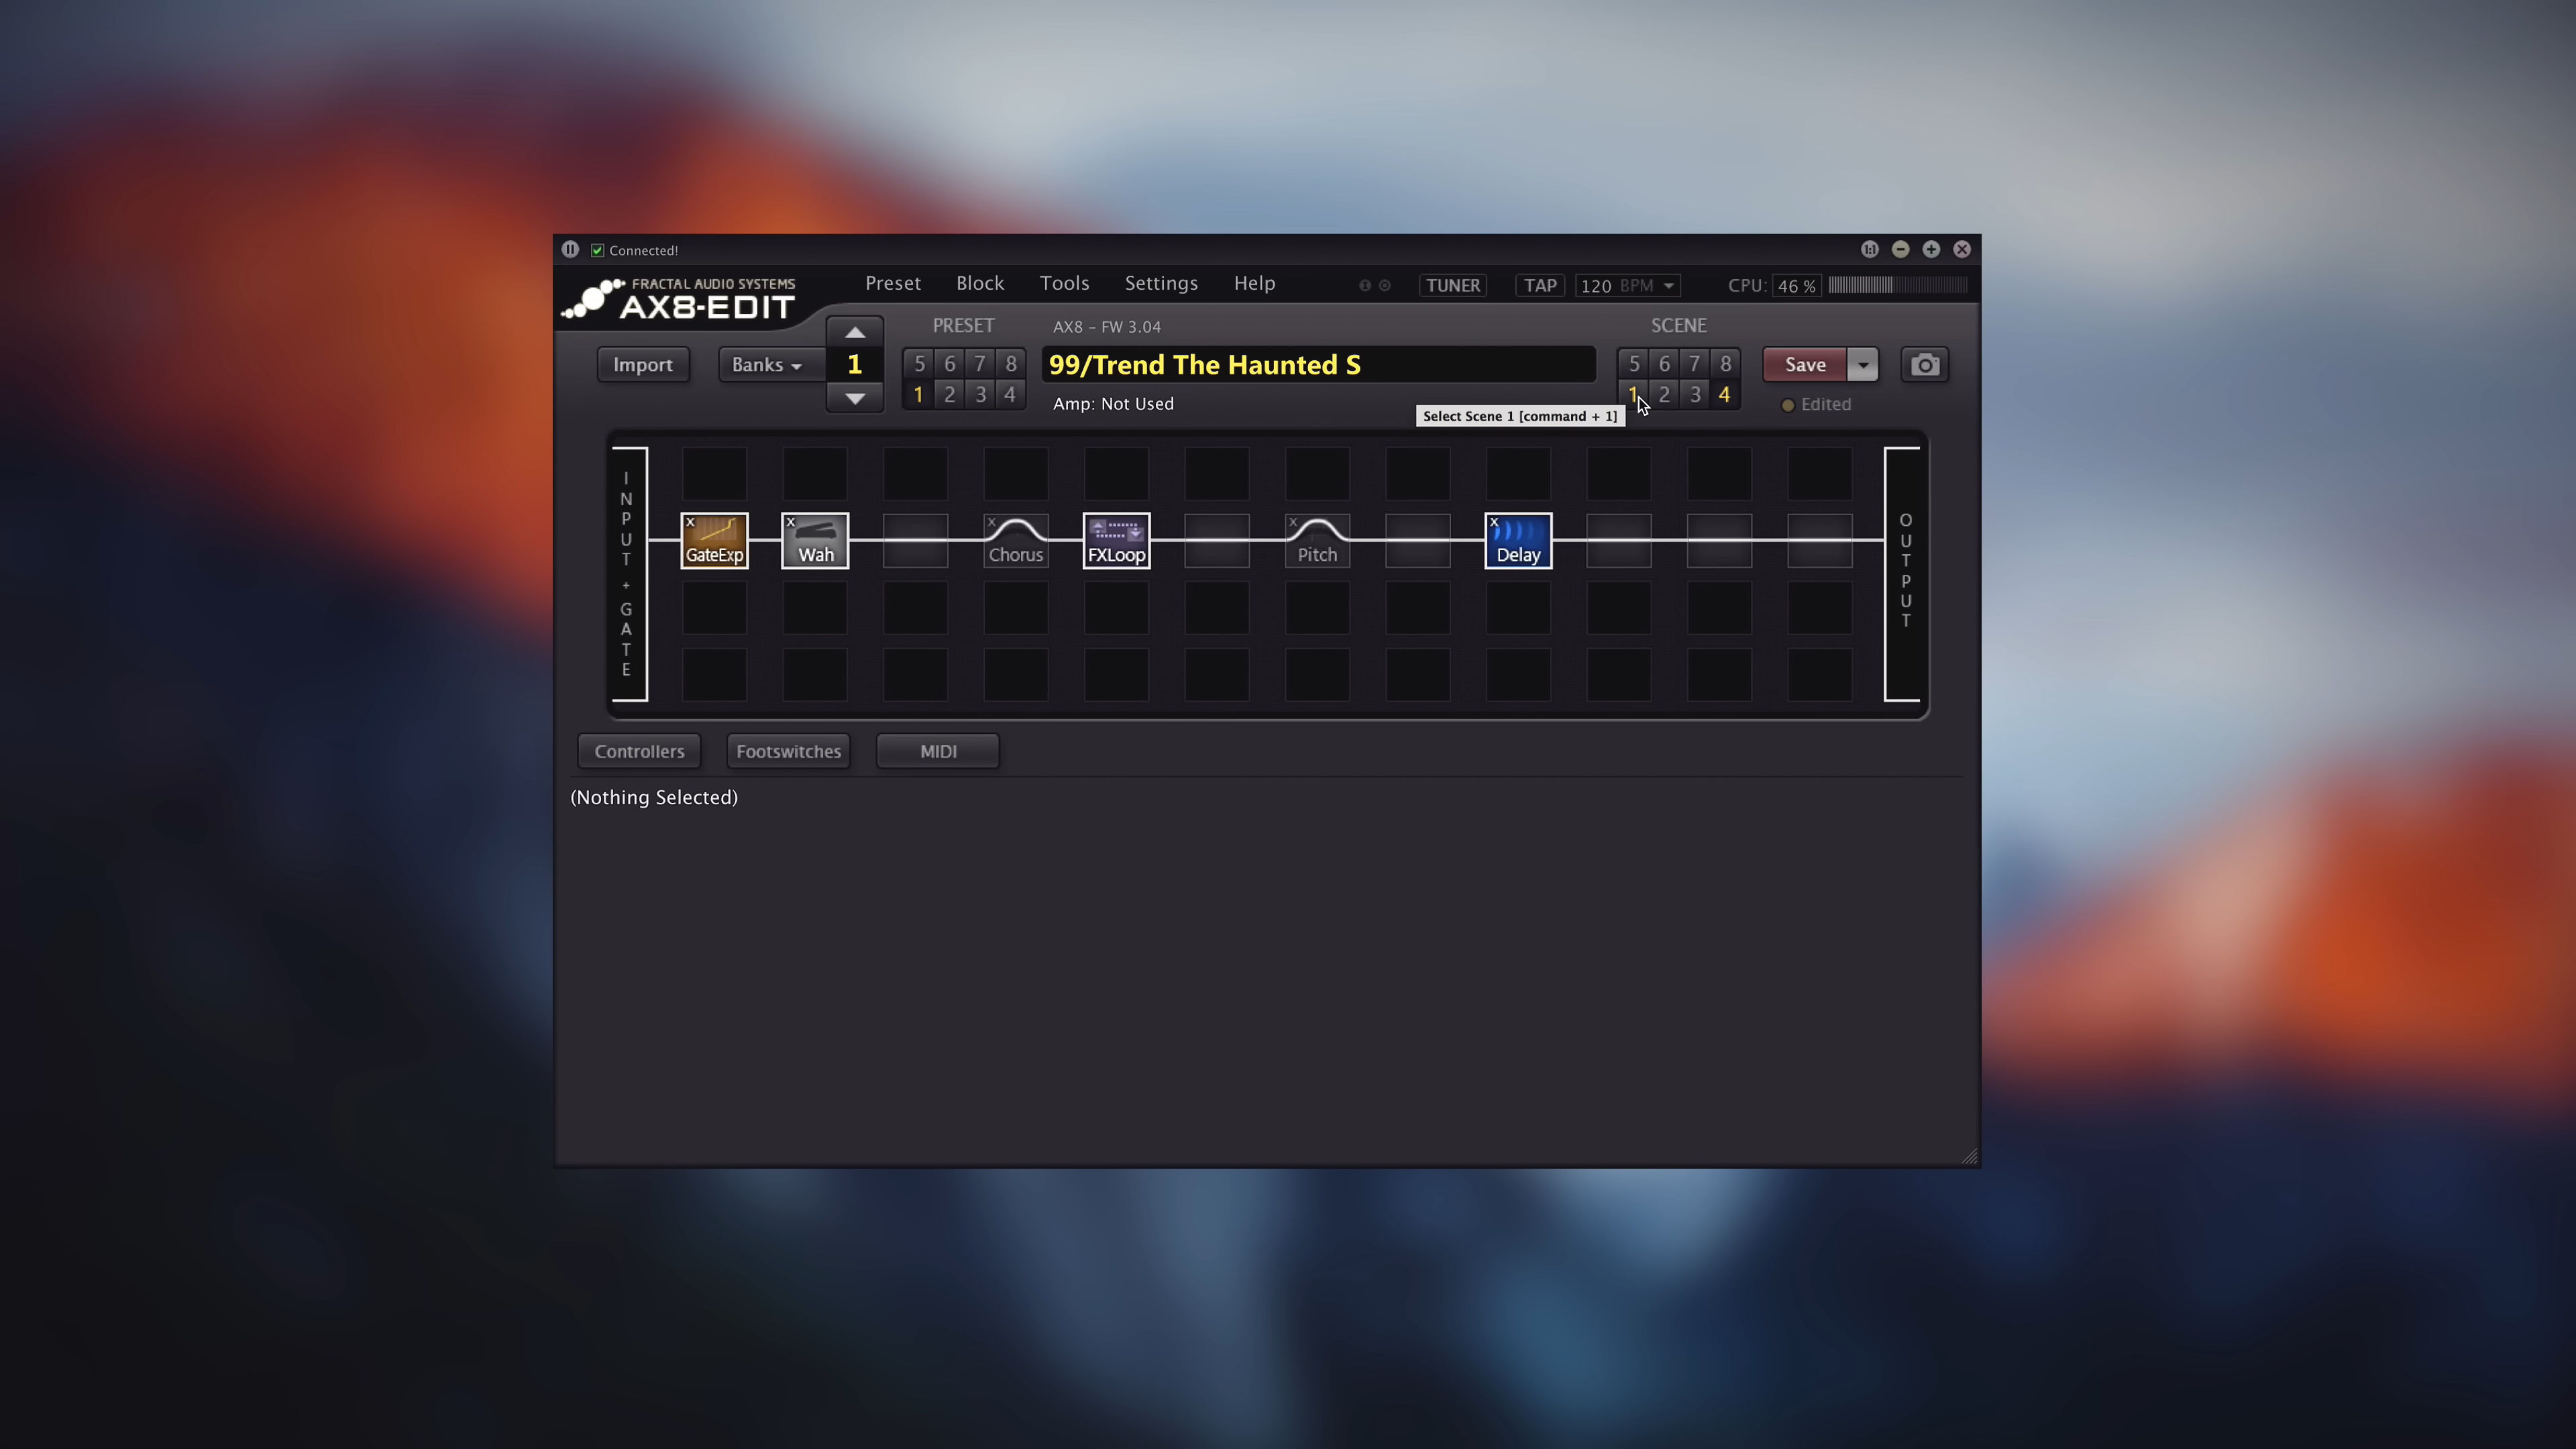 Connected!
FRACTAL AUDIO SYSTEMS
AX8-EDIT
Preset Block Tools Settings Help
TUNER TAP 120 BPM CPU: 46 %
PRESET AX8 – FW 3.04 SCENE
Import Banks 1
5 6 7 8
1 2 3 4
99/Trend The Haunted S
Amp: Not Used
5 6 7 8
1 2 3 4
Save
Edited
Select Scene 1 [command + 1]
INPUT + GATE
x GateExp x Wah x Chorus FXLoop x Pitch x Delay
OUTPUT
Controllers Footswitches MIDI
(Nothing Selected)